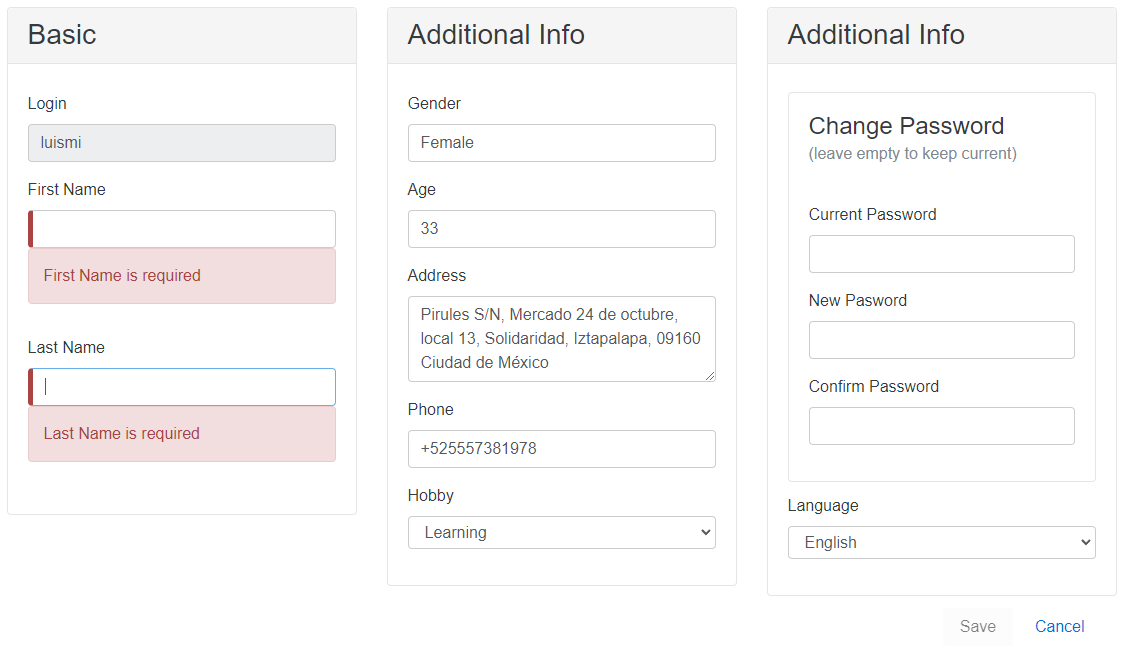 Basic
Login
luismi
First Name
First Name is required
Last Name
Last Name is required
Additional Info
Gender
Female
Age
33
Address
Pirules S/N, Mercado 24 de octubre,
local 13, Solidaridad, Iztapalapa, 09160
Ciudad de México
Phone
+525557381978
Hobby
Learning
Additional Info
Change Password
(leave empty to keep current)
Current Password
New Pasword
Confirm Password
Language
English
Save
Cancel